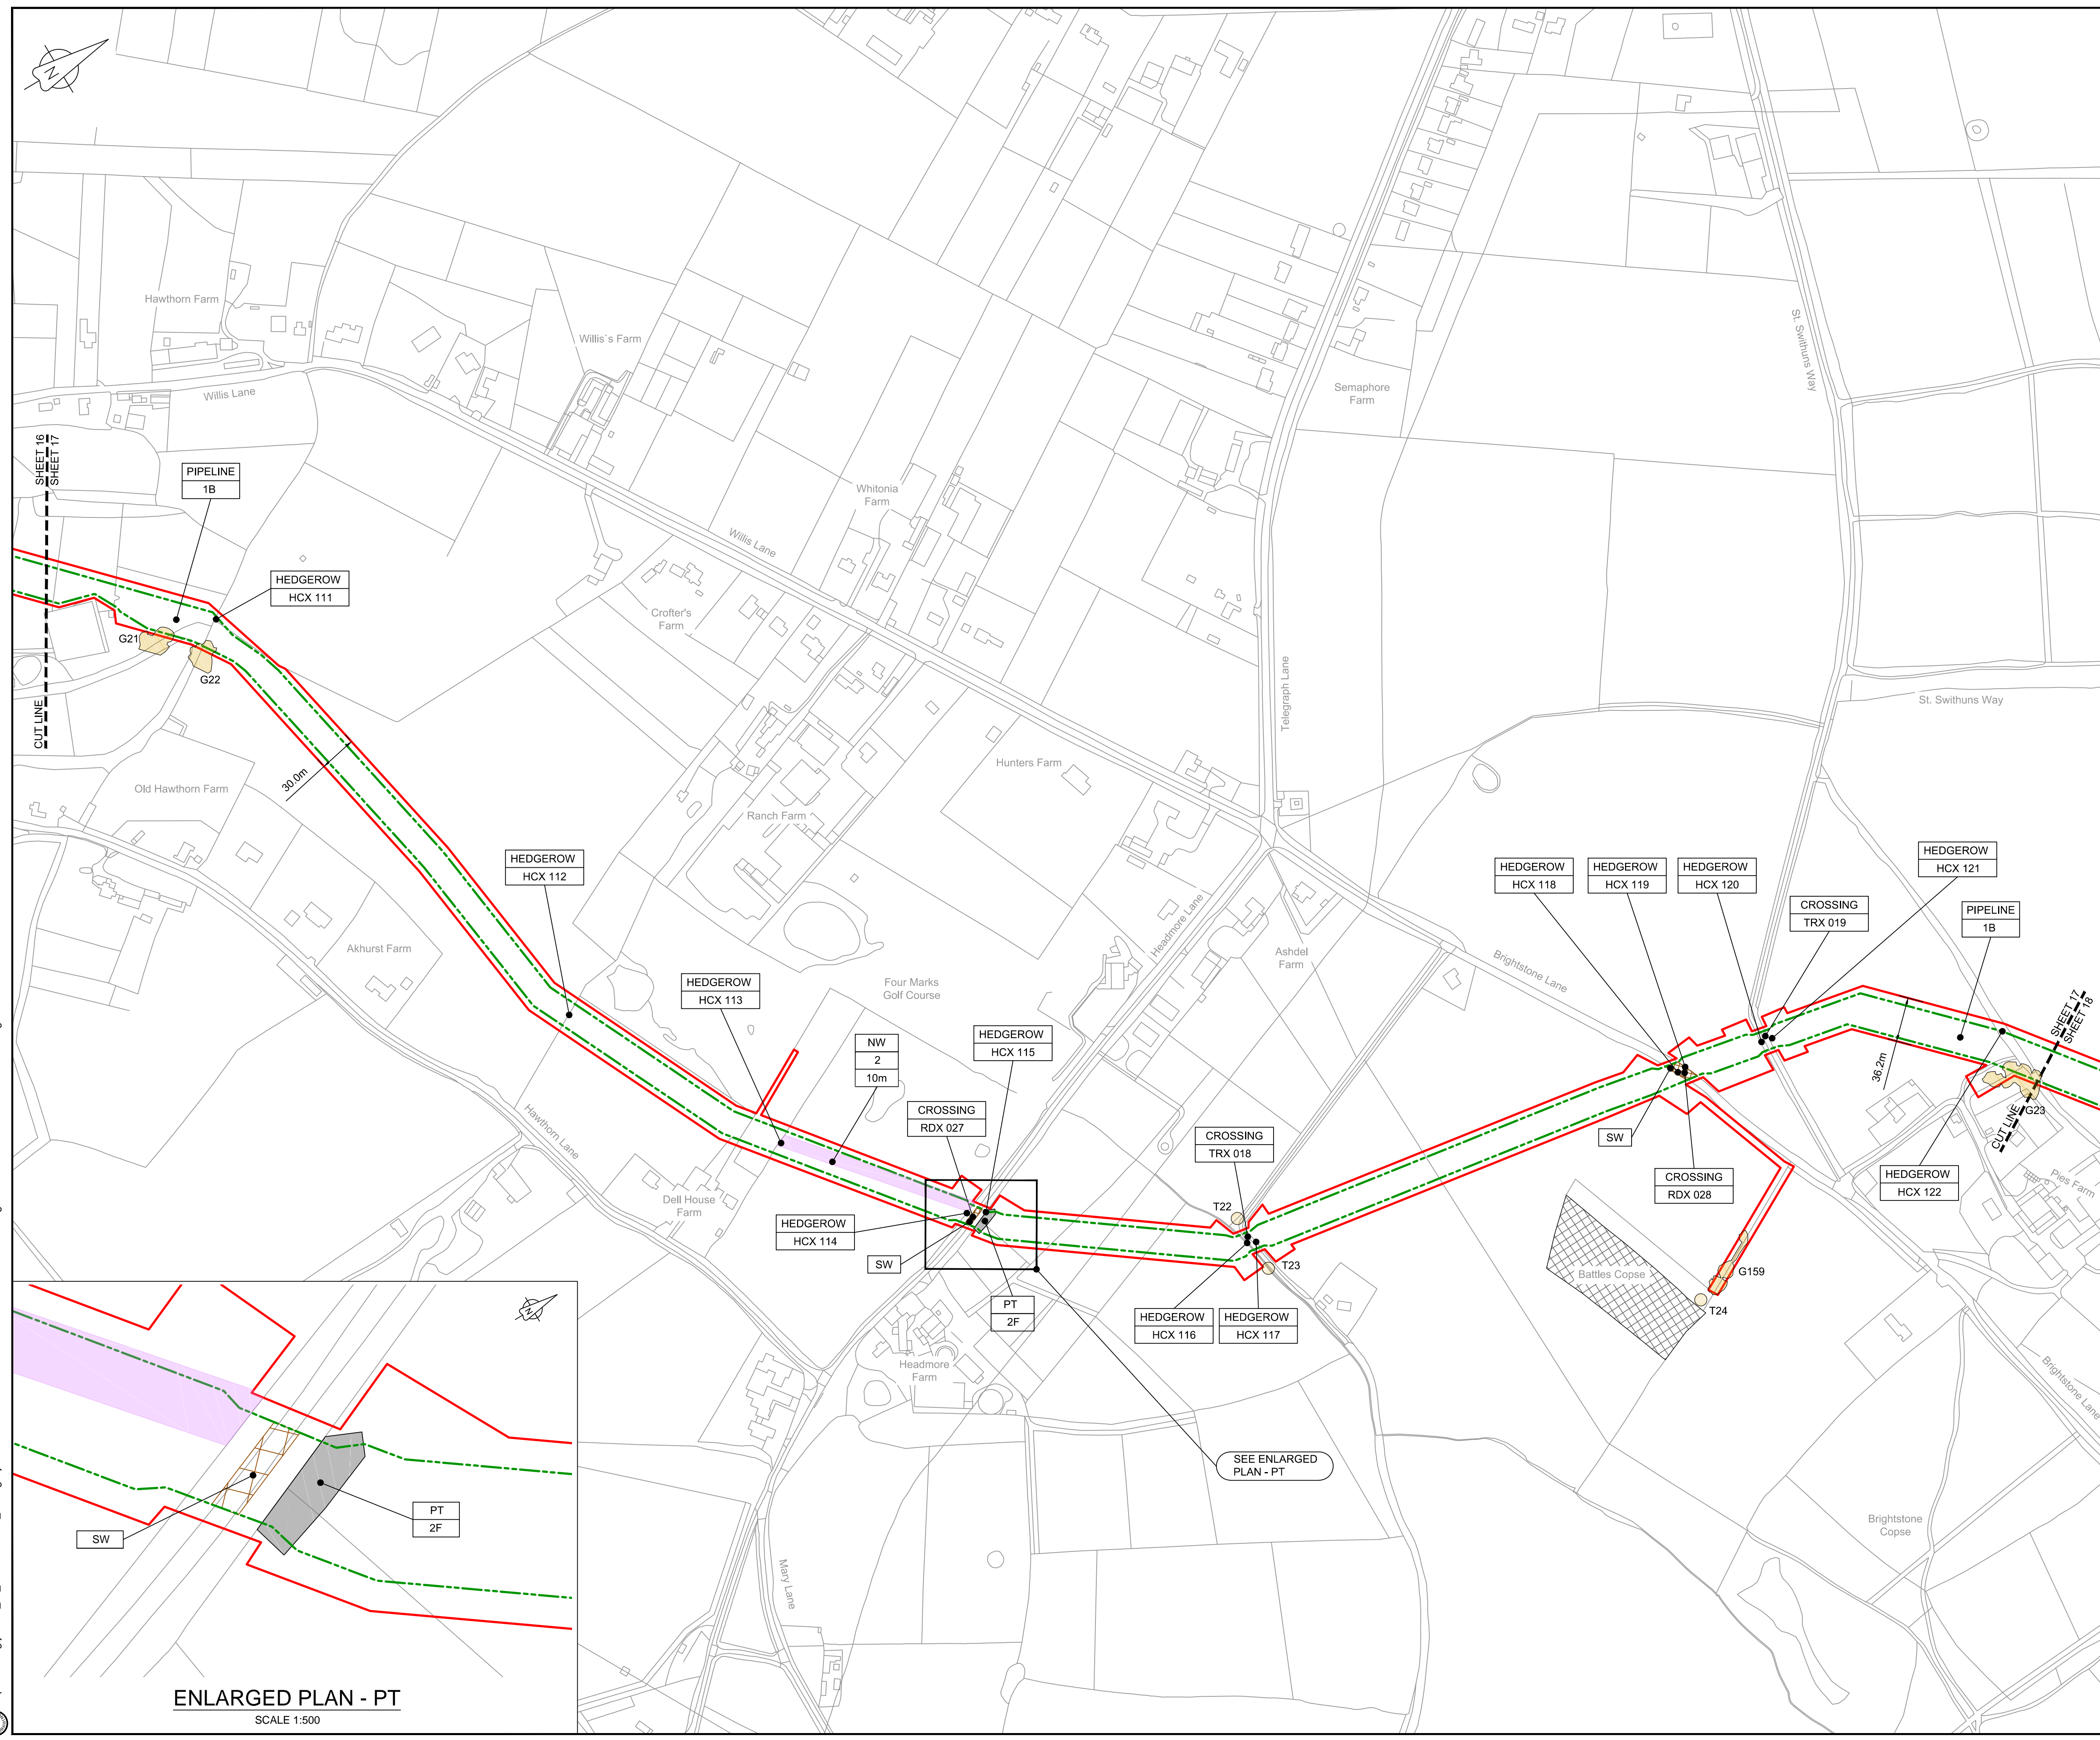 N
Hawthorn Farm
Willis`s Farm
Willis Lane
St. Swithuns Way
Semaphore
Farm
SHEET 16
SHEET 17
PIPELINE
1B
Whitonia
Farm
Willis Lane
HEDGEROW
HCX 111
G21
G22
Crofter's
Farm
CUT LINE
Telegraph Lane
St. Swithuns Way
30.0m
Old Hawthorn Farm
Hunters Farm
Ranch Farm
HEDGEROW
HCX 112
HEDGEROW
HCX 118
HEDGEROW
HCX 119
HEDGEROW
HCX 120
HEDGEROW
HCX 121
CROSSING
TRX 019
PIPELINE
1B
Akhurst Farm
Headmore Lane
Ashdel
Farm
Brightstone Lane
HEDGEROW
HCX 113
Four Marks
Golf Course
NW
2
10m
HEDGEROW
HCX 115
SHEET 17
SHEET 18
36.2m
CROSSING
RDX 027
Hawthorn Lane
CROSSING
TRX 018
SW
CUT LINE
G23
CROSSING
RDX 028
HEDGEROW
HCX 122
Pies Farm
Dell House
Farm
T22
HEDGEROW
HCX 114
SW
T23
Battles Copse
G159
T24
PT
2F
HEDGEROW
HCX 116
HEDGEROW
HCX 117
Headmore
Farm
Brightstone Lane
SEE ENLARGED
PLAN - PT
Brightstone
Copse
Mary Lane
N
SW
PT
2F
ENLARGED PLAN - PT
SCALE 1:500